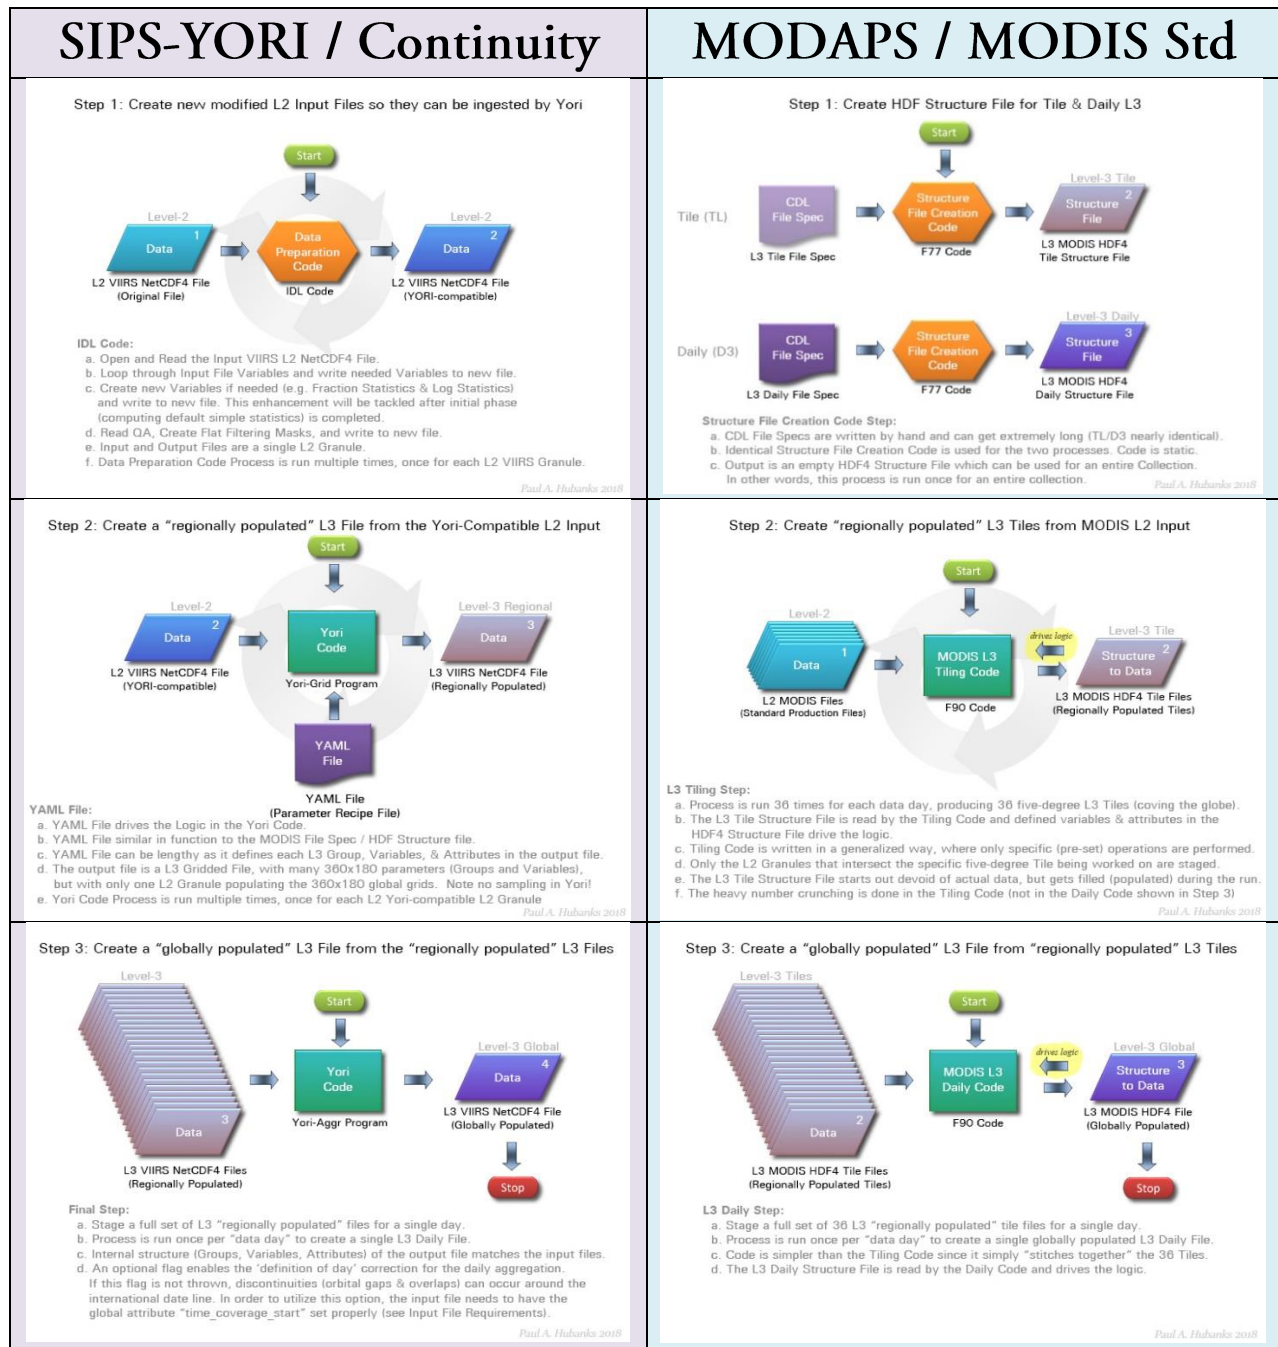 SIPS-YORI / Continuity
MODAPS / MODIS Std
Step 1: Create new modified L2 Input Files so they can be ingested by Yori
Start
Level-2
1
Data
L2 VIIRS NetCDF4 File
(Original File)
Data
Preparation
Code
IDL Code
Level-2
2
Data
L2 VIIRS NetCDF4 File
(YORI-compatible)
IDL Code:
a. Open and Read the Input VIIRS L2 NetCDF4 File.
b. Loop through Input File Variables and write needed Variables to new file.
c. Create new Variables if needed (e.g. Fraction Statistics & Log Statistics)
and write to new file. This enhancement will be tackled after initial phase
(computing default simple statistics) is completed.
d. Read QA, Create Flat Filtering Masks, and write to new file.
e. Input and Output Files are a single L2 Granule.
f. Data Preparation Code Process is run multiple times, once for each L2 VIIRS Granule.
Paul A. Hubanks 2018
Step 1: Create HDF Structure File for Tile & Daily L3
Start
Tile (TL)
CDL
File Spec
L3 Tile File Spec
Structure
File Creation
Code
F77 Code
Level-3 Tile
2
Structure
File
L3 MODIS HDF4
Tile Structure File
Daily (D3)
CDL
File Spec
L3 Daily File Spec
Structure
File Creation
Code
F77 Code
Level-3 Daily
3
Structure
File
L3 MODIS HDF4
Daily Structure File
Structure File Creation Code Step:
a. CDL File Specs are written by hand and can get extremely long (TL/D3 nearly identical).
b. Identical Structure File Creation Code is used for the two processes. Code is static.
c. Output is an empty HDF4 Structure File which can be used for an entire Collection.
In other words, this process is run once for an entire collection.
Paul A. Hubanks 2018
Step 2: Create a “regionally populated” L3 File from the Yori-Compatible L2 Input
Start
Level-2
2
Data
L2 VIIRS NetCDF4 File
(YORI-compatible)
Yori
Code
Yori-Grid Program
Level-3 Regional
3
Data
L3 VIIRS NetCDF4 File
(Regionally Populated)
YAML
File
YAML File
(Parameter Recipe File)
YAML File:
a. YAML File drives the Logic in the Yori Code.
b. YAML File similar in function to the MODIS File Spec / HDF Structure file.
c. YAML File can be lengthy as it defines each L3 Group, Variables, & Attributes in the output file.
d. The output file is a L3 Gridded File, with many 360x180 parameters (Groups and Variables),
but with only one L2 Granule populating the 360x180 global grids. Note no sampling in Yori!
e. Yori Code Process is run multiple times, once for each L2 Yori-compatible L2 Granule
Paul A. Hubanks 2018
Step 2: Create “regionally populated” L3 Tiles from MODIS L2 Input
Start
Level-2
1
Data
L2 MODIS Files
(Standard Production Files)
MODIS L3
Tiling Code
F90 Code
drives logic
Level-3 Tile
2
Structure
to Data
L3 MODIS HDF4 Tile Files
(Regionally Populated Tiles)
L3 Tiling Step:
a. Process is run 36 times for each data day, producing 36 five-degree L3 Tiles (coving the globe).
b. The L3 Tile Structure File is read by the Tiling Code and defined variables & attributes in the
HDF4 Structure File drive the logic.
c. Tiling Code is written in a generalized way, where only specific (pre-set) operations are performed.
d. Only the L2 Granules that intersect the specific five-degree Tile being worked on are staged.
e. The L3 Tile Structure File starts out devoid of actual data, but gets filled (populated) during the run.
f. The heavy number crunching is done in the Tiling Code (not in the Daily Code shown in Step 3)
Paul A. Hubanks 2018
Step 3: Create a “globally populated” L3 File from the “regionally populated” L3 Files
Level-3
Start
3
Data
L3 VIIRS NetCDF4 Files
(Regionally Populated)
Yori
Code
Yori-Aggr Program
Level-3 Global
4
Data
L3 VIIRS NetCDF4 File
(Globally Populated)
Stop
Final Step:
a. Stage a full set of L3 “regionally populated” files for a single day.
b. Process is run once per “data day” to create a single L3 Daily File.
c. Internal structure (Groups, Variables, Attributes) of the output file matches the input files.
d. An optional flag enables the ‘definition of day’ correction for the daily aggregation.
If this flag is not thrown, discontinuities (orbital gaps & overlaps) can occur around the
international date line. In order to utilize this option, the input file needs to have the
global attribute “time_coverage_start” set properly (see Input File Requirements).
Paul A. Hubanks 2018
Step 3: Create a “globally populated” L3 File from “regionally populated” L3 Tiles
Level-3 Tiles
Start
2
Data
L3 MODIS HDF4 Tile Files
(Regionally Populated Tiles)
MODIS L3
Daily Code
F90 Code
drives logic
Level-3 Global
3
Structure
to Data
L3 MODIS HDF4 File
(Globally Populated)
Stop
L3 Daily Step:
a. Stage a full set of 36 L3 “regionally populated” tile files for a single day.
b. Process is run once per “data day” to create a single globally populated L3 Daily File.
c. Code is simpler than the Tiling Code since it simply “stitches together” the 36 Tiles.
d. The L3 Daily Structure File is read by the Daily Code and drives the logic.
Paul A. Hubanks 2018